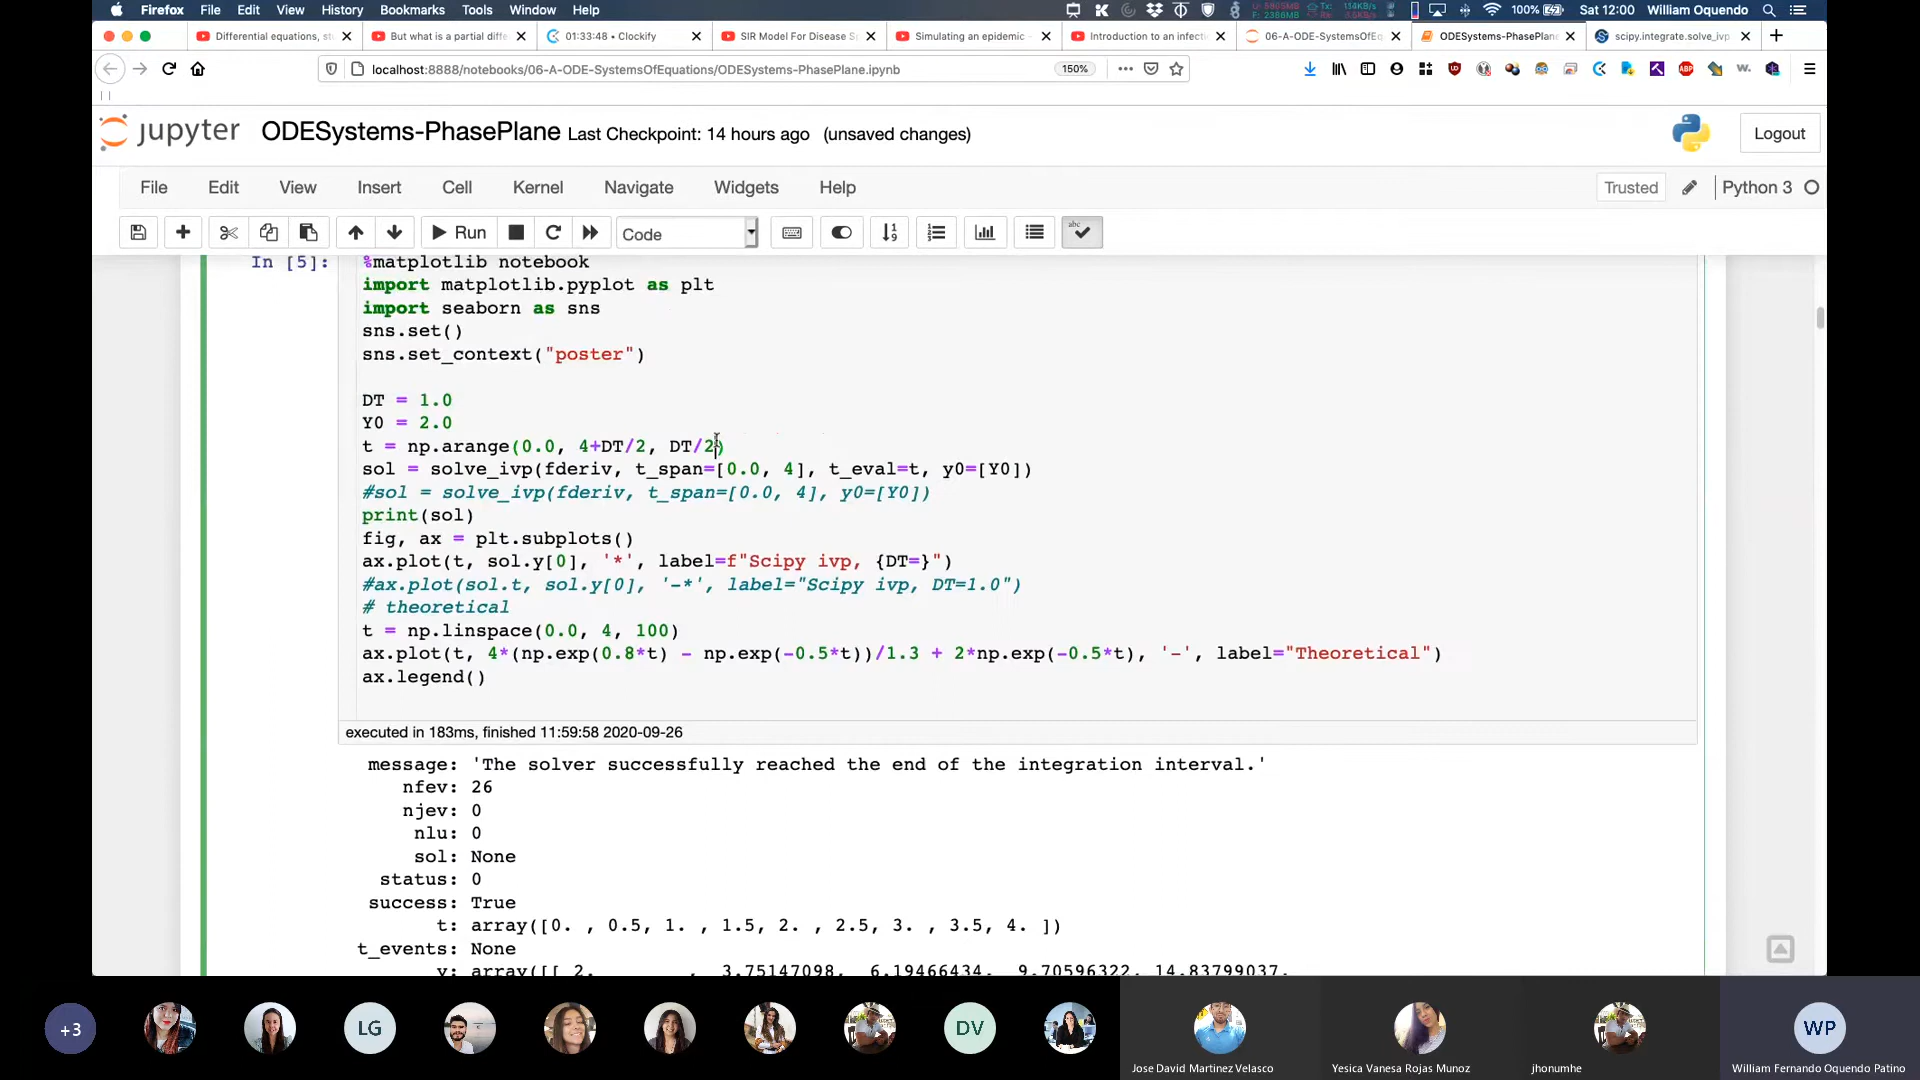 Firefox File Edit View History Bookmarks Tools Window Help 100% Sat 12:00 William Oquendo
Differential equations, st
But what is a partial diffe
01:33:48 • Clockify
SIR Model For Disease S
Simulating an epidemic -
Introduction to an infecti
06-A-ODE-SystemsOfEq
ODESystems-PhasePlane
scipy.integrate.solve_ivp
localhost:8888/notebooks/06-A-ODE-SystemsOfEquations/ODESystems-PhasePlane.ipynb 150%
jupyter ODESystems-PhasePlane Last Checkpoint: 14 hours ago (unsaved changes) Logout
File Edit View Insert Cell Kernel Navigate Widgets Help Trusted Python 3
Run Code
In [5]:
%matplotlib notebook
import matplotlib.pyplot as plt
import seaborn as sns
sns.set()
sns.set_context("poster")
DT = 1.0
Y0 = 2.0
t = np.arange(0.0, 4+DT/2, DT/2)
sol = solve_ivp(fderiv, t_span=[0.0, 4], t_eval=t, y0=[Y0])
#sol = solve_ivp(fderiv, t_span=[0.0, 4], y0=[Y0])
print(sol)
fig, ax = plt.subplots()
ax.plot(t, sol.y[0], '*', label=f"Scipy ivp, {DT=}")
#ax.plot(sol.t, sol.y[0], '-*', label="Scipy ivp, DT=1.0")
# theoretical
t = np.linspace(0.0, 4, 100)
ax.plot(t, 4*(np.exp(0.8*t) - np.exp(-0.5*t))/1.3 + 2*np.exp(-0.5*t), '-', label="Theoretical")
ax.legend()
executed in 183ms, finished 11:59:58 2020-09-26
message: 'The solver successfully reached the end of the integration interval.'
nfev: 26
njev: 0
nlu: 0
sol: None
status: 0
success: True
t: array([0. , 0.5, 1. , 1.5, 2. , 2.5, 3. , 3.5, 4. ])
t_events: None
y: array([[ 2. , 3.75147098, 6.19466434, 9.70596322, 14.83799037,
+3
LG
DV
WP
Jose David Martinez Velasco
Yesica Vanesa Rojas Munoz
jhonumhe
William Fernando Oquendo Patino